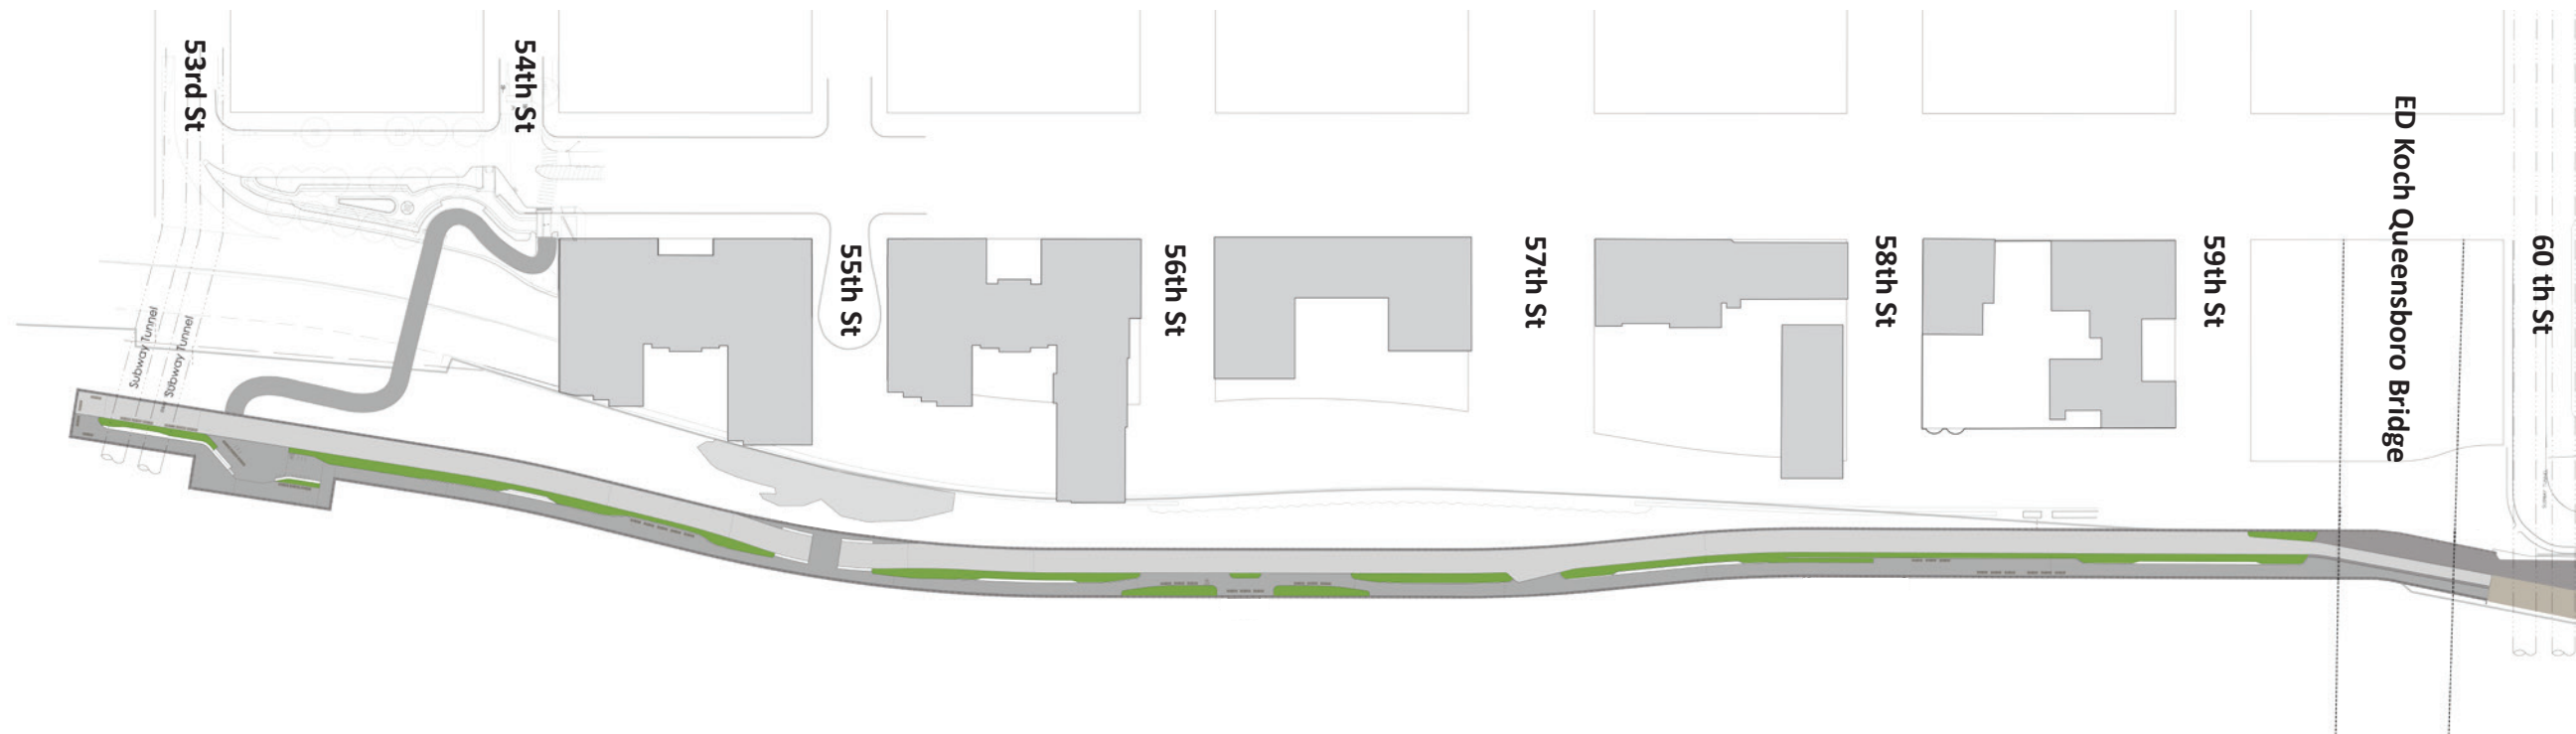 53rd St
54th St
55th St
56th St
57th St
58th St
59th St
ED Koch Queensboro Bridge
60 th St
Subway Tunnel
Subway Tunnel